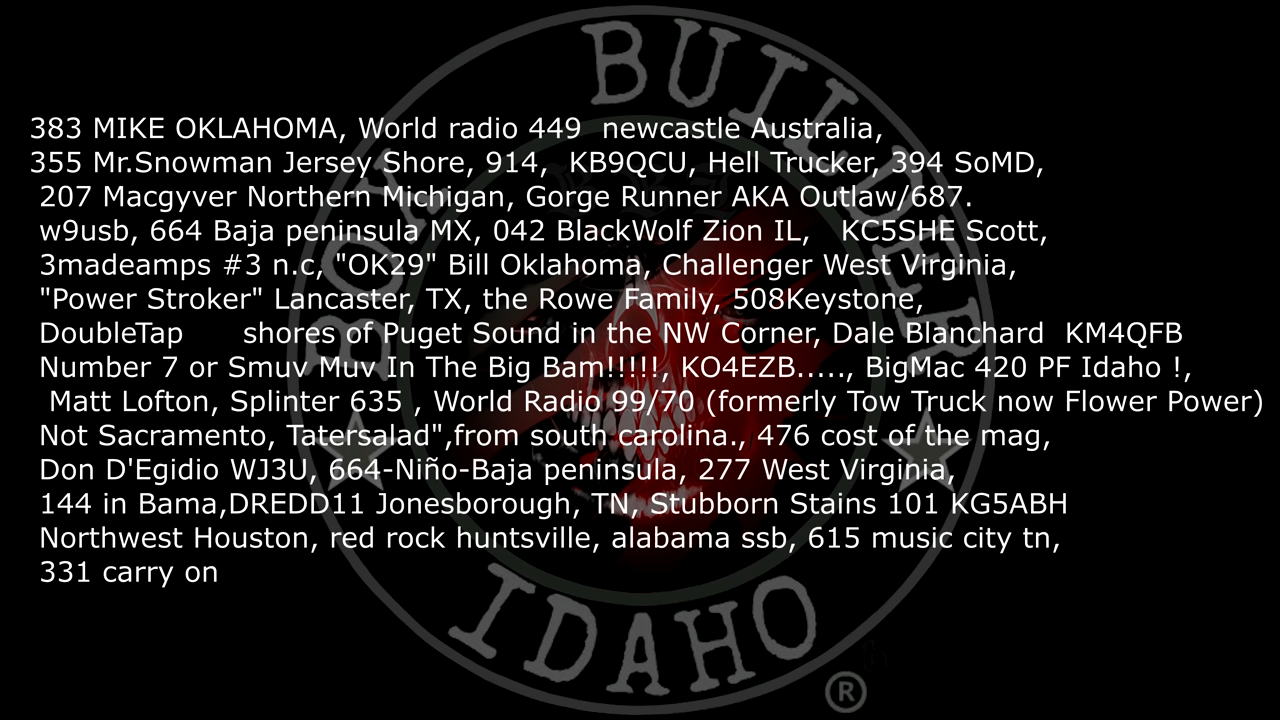 BOX BUILDER
383 MIKE OKLAHOMA, World radio 449 newcastle Australia,
355 Mr.Snowman Jersey Shore, 914, KB9QCU, Hell Trucker, 394 SoMD,
207 Macgyver Northern Michigan, Gorge Runner AKA Outlaw/687.
w9usb, 664 Baja peninsula MX, 042 BlackWolf Zion IL, KC5SHE Scott,
3madeamps #3 n.c, "OK29" Bill Oklahoma, Challenger West Virginia,
"Power Stroker" Lancaster, TX, the Rowe Family, 508Keystone,
DoubleTap shores of Puget Sound in the NW Corner, Dale Blanchard KM4QFB
Number 7 or Smuv Muv In The Big Bam!!!!!, KO4EZB....., BigMac 420 PF Idaho !,
Matt Lofton, Splinter 635 , World Radio 99/70 (formerly Tow Truck now Flower Power)
Not Sacramento, Tatersalad",from south carolina., 476 cost of the mag,
Don D'Egidio WJ3U, 664-Niño-Baja peninsula, 277 West Virginia,
144 in Bama,DREDD11 Jonesborough, TN, Stubborn Stains 101 KG5ABH
Northwest Houston, red rock huntsville, alabama ssb, 615 music city tn,
331 carry on
IDAHO
®